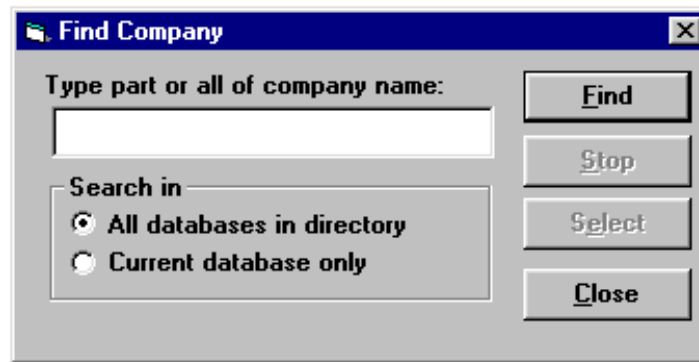 Find Company
Type part or all of company name:
Find
Stop
Search in
All databases in directory
Select
Current database only
Close